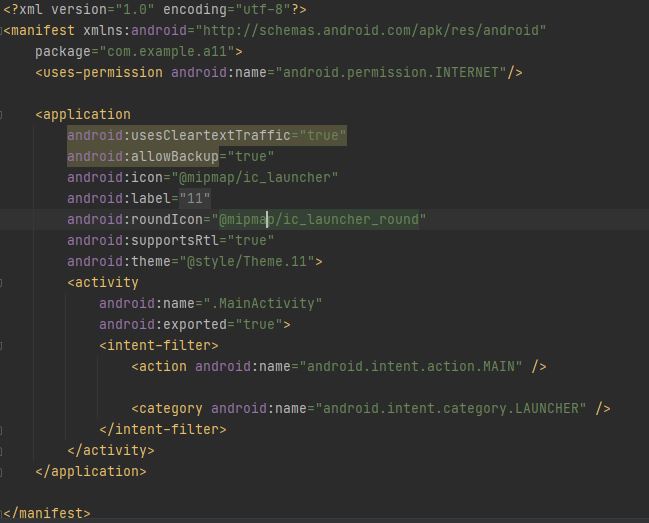 <?xml version="1.0" encoding="utf-8"?>
<manifest xmlns:android="http://schemas.android.com/apk/res/android"
    package="com.example.a11">
    <uses-permission android:name="android.permission.INTERNET"/>

    <application
        android:usesCleartextTraffic="true"
        android:allowBackup="true"
        android:icon="@mipmap/ic_launcher"
        android:label="11"
        android:roundIcon="@mipmap/ic_launcher_round"
        android:supportsRtl="true"
        android:theme="@style/Theme.11">
        <activity
            android:name=".MainActivity"
            android:exported="true">
            <intent-filter>
                <action android:name="android.intent.action.MAIN" />

                <category android:name="android.intent.category.LAUNCHER" />
            </intent-filter>
        </activity>
    </application>

</manifest>